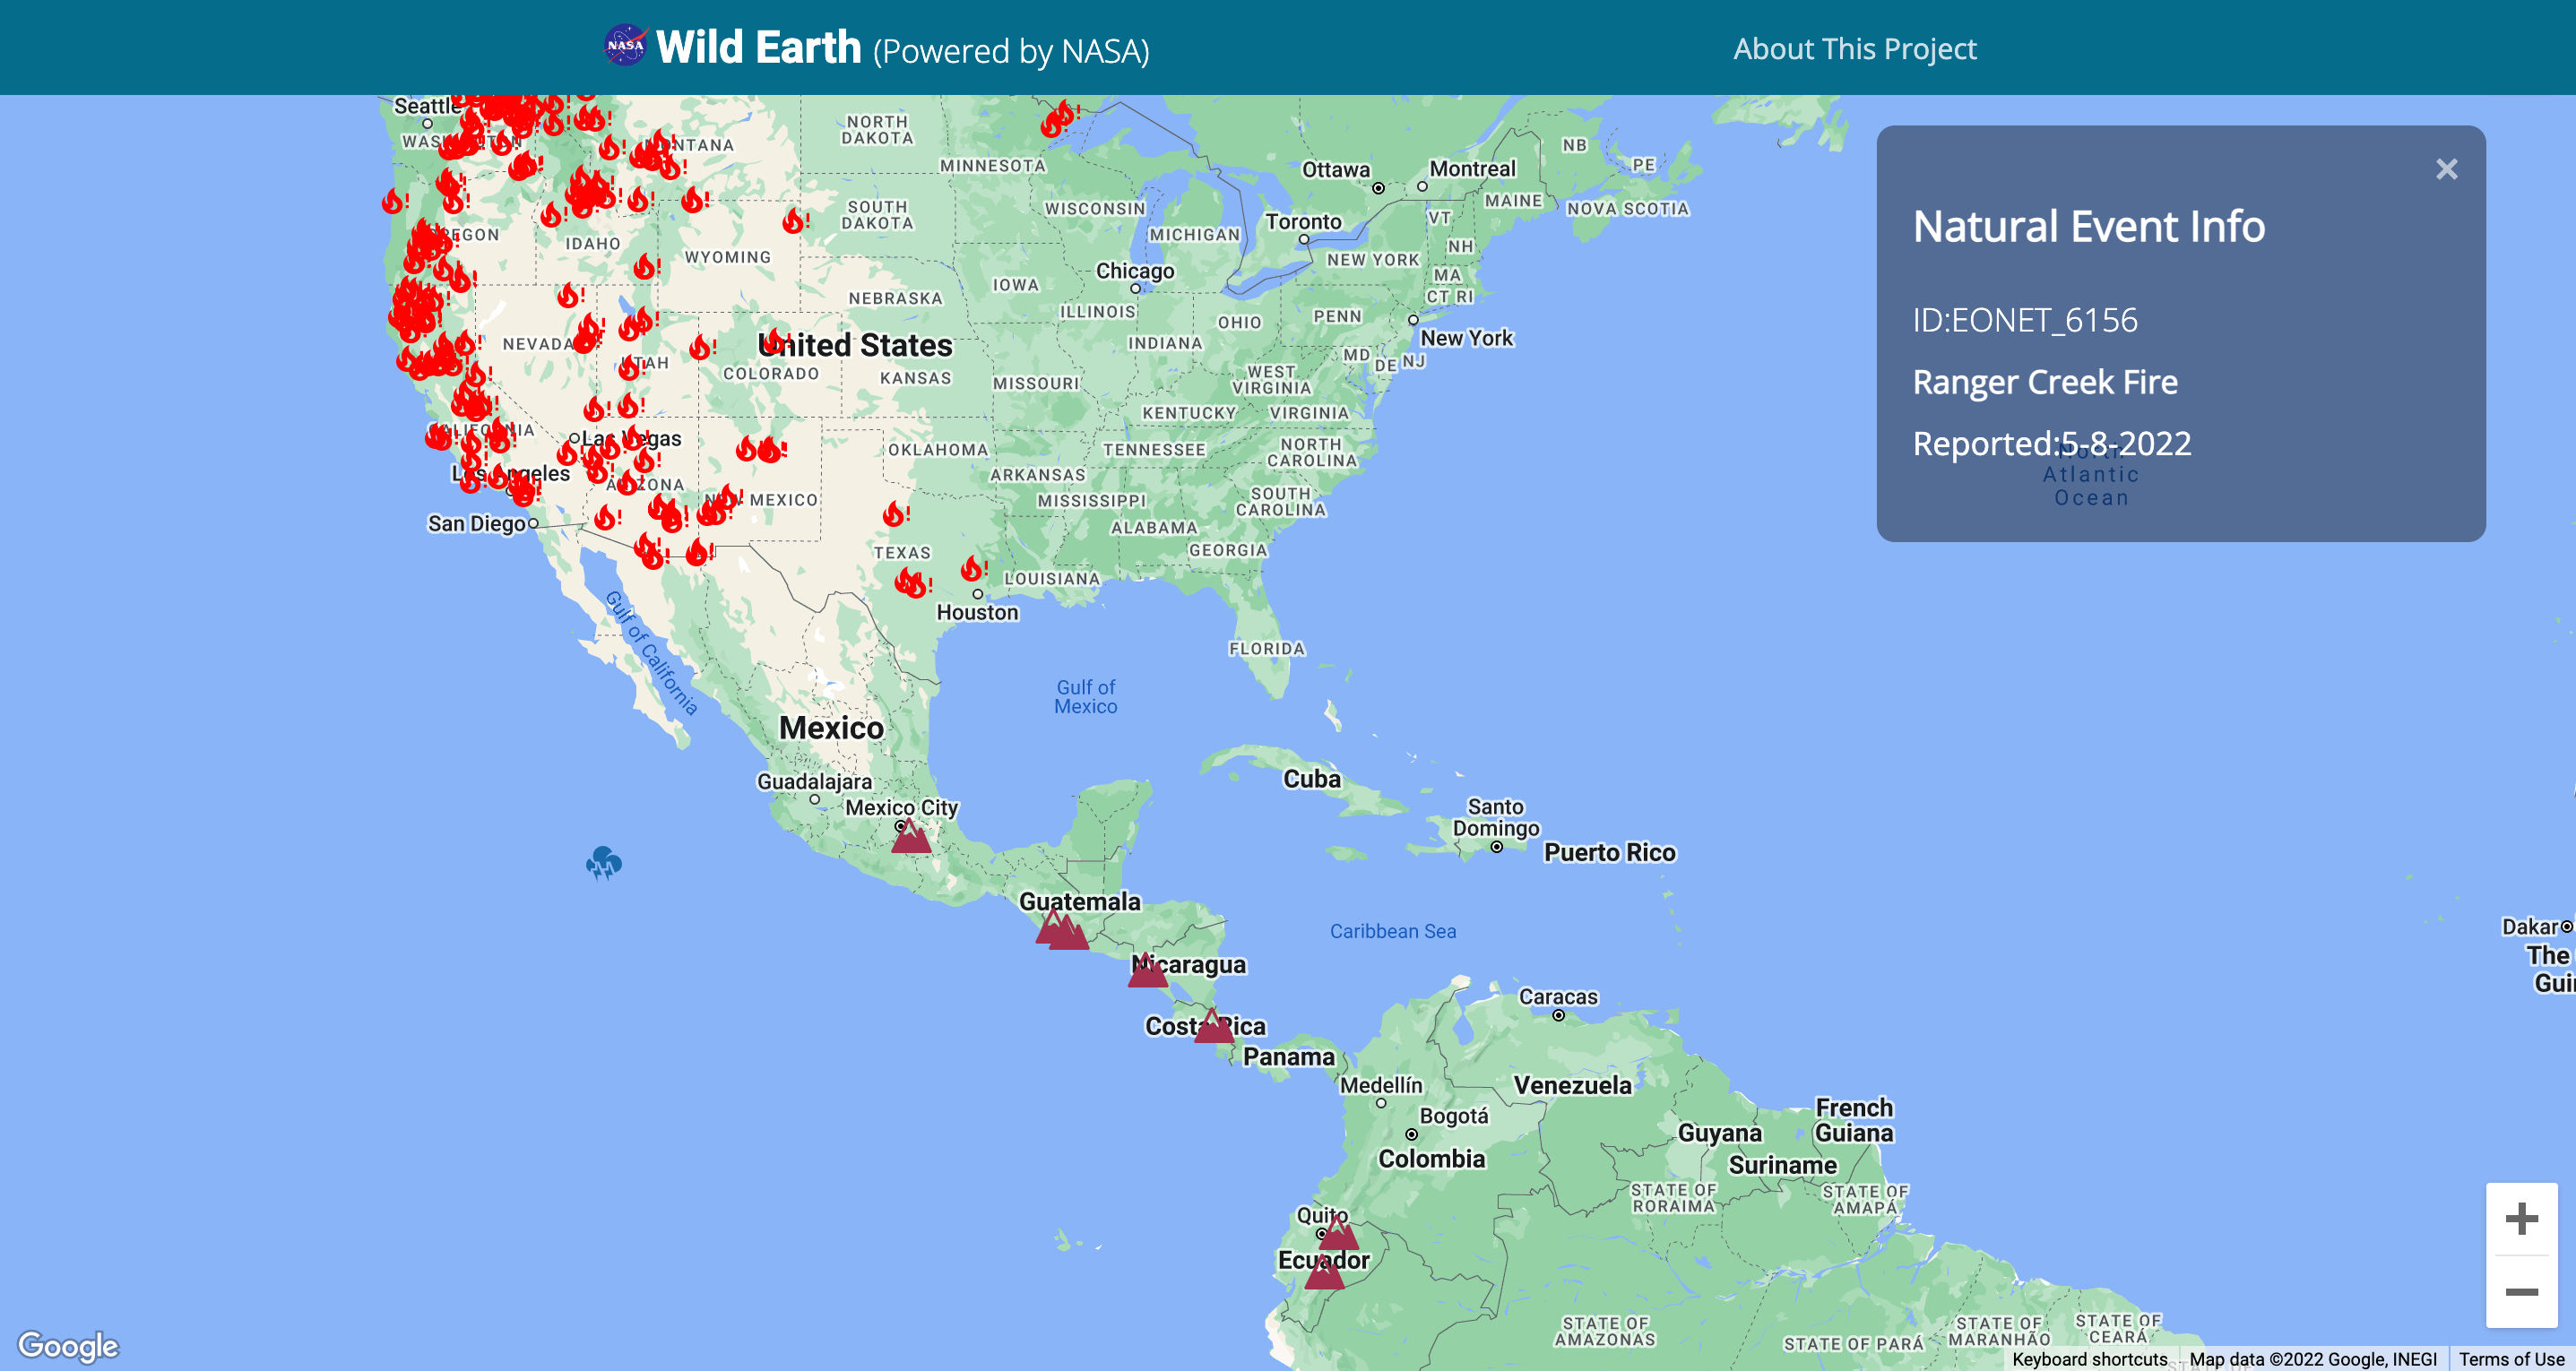 NASA Wild Earth (Powered by NASA)
About This Project
Seattle
WASHINGTON
MONTANA
NORTH
DAKOTA
MINNESOTA
Ottawa
Montreal
NB
PE
MAINE
NOVA SCOTIA
OREGON
IDAHO
WYOMING
SOUTH
DAKOTA
WISCONSIN
MICHIGAN
Toronto
VT
NH
NEW YORK
MA
CT RI
Chicago
IOWA
NEBRASKA
ILLINOIS
INDIANA
OHIO
PENN
New York
NEVADA
UTAH
United States
COLORADO
KANSAS
MISSOURI
WEST
VIRGINIA
MD
DE
NJ
KENTUCKY
VIRGINIA
CALIFORNIA
Las Vegas
OKLAHOMA
TENNESSEE
NORTH
CAROLINA
Los Angeles
ARIZONA
NEW MEXICO
ARKANSAS
MISSISSIPPI
SOUTH
CAROLINA
San Diego
ALABAMA
TEXAS
GEORGIA
LOUISIANA
Houston
FLORIDA
Gulf of California
Gulf of
Mexico
Mexico
Guadalajara
Mexico City
Cuba
Santo
Domingo
Puerto Rico
Guatemala
Caribbean Sea
Nicaragua
Costa Rica
Panama
Caracas
Medellín
Venezuela
Bogotá
Colombia
Guyana
French
Guiana
Suriname
STATE OF
RORAIMA
STATE OF
AMAPÁ
Quito
Ecuador
STATE OF
AMAZONAS
STATE OF PARÁ
STATE OF
MARANHÃO
STATE OF
CEARÁ
STATE OF
Dakar
The
Gui
×
Natural Event Info
ID:EONET_6156
Ranger Creek Fire
Reported:5-8-2022
North
Atlantic
Ocean
+
−
Google
Keyboard shortcuts
Map data ©2022 Google, INEGI
Terms of Use